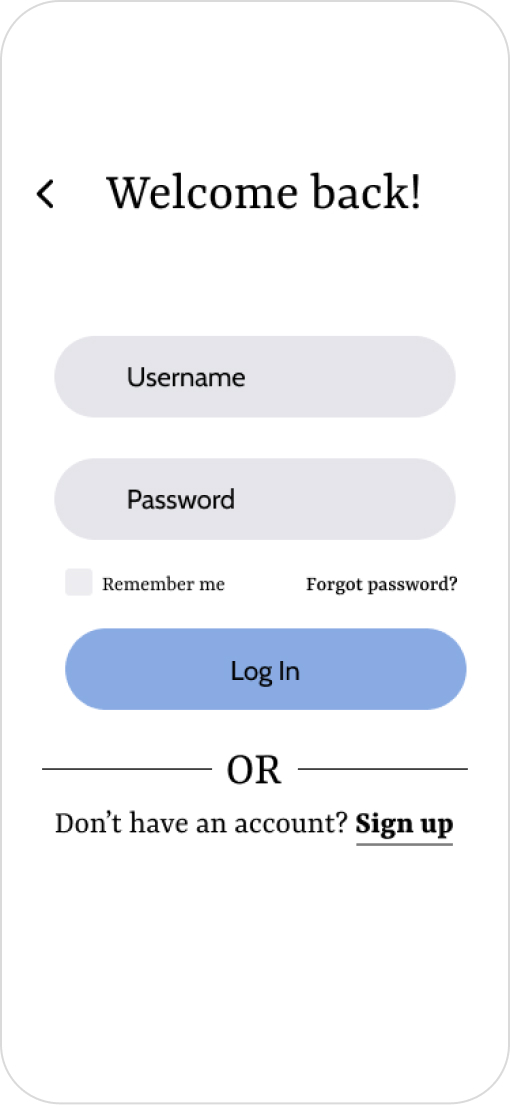 Welcome back!
Username
Password
Remember me Forgot password?
Log In
OR
Don’t have an account? Sign up